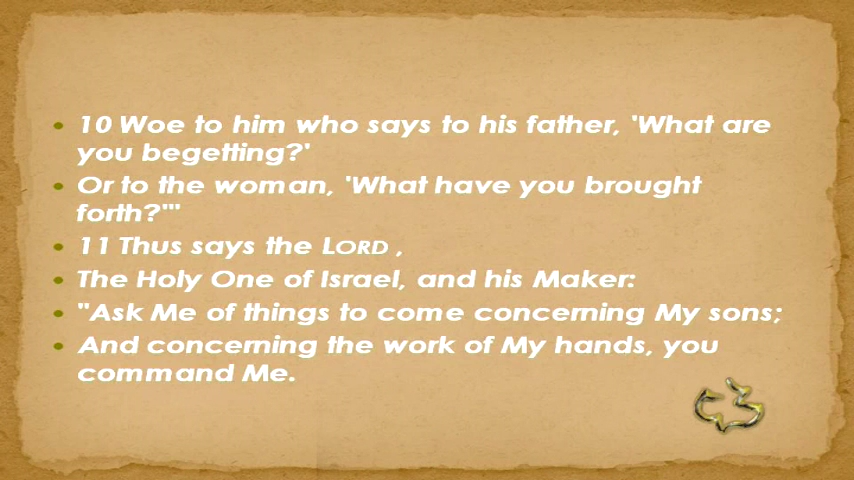 • 10 Woe to him who says to his father, 'What are
you begetting?'
• Or to the woman, 'What have you brought
forth?'"
• 11 Thus says the LORD ,
• The Holy One of Israel, and his Maker:
• "Ask Me of things to come concerning My sons;
• And concerning the work of My hands, you
command Me.